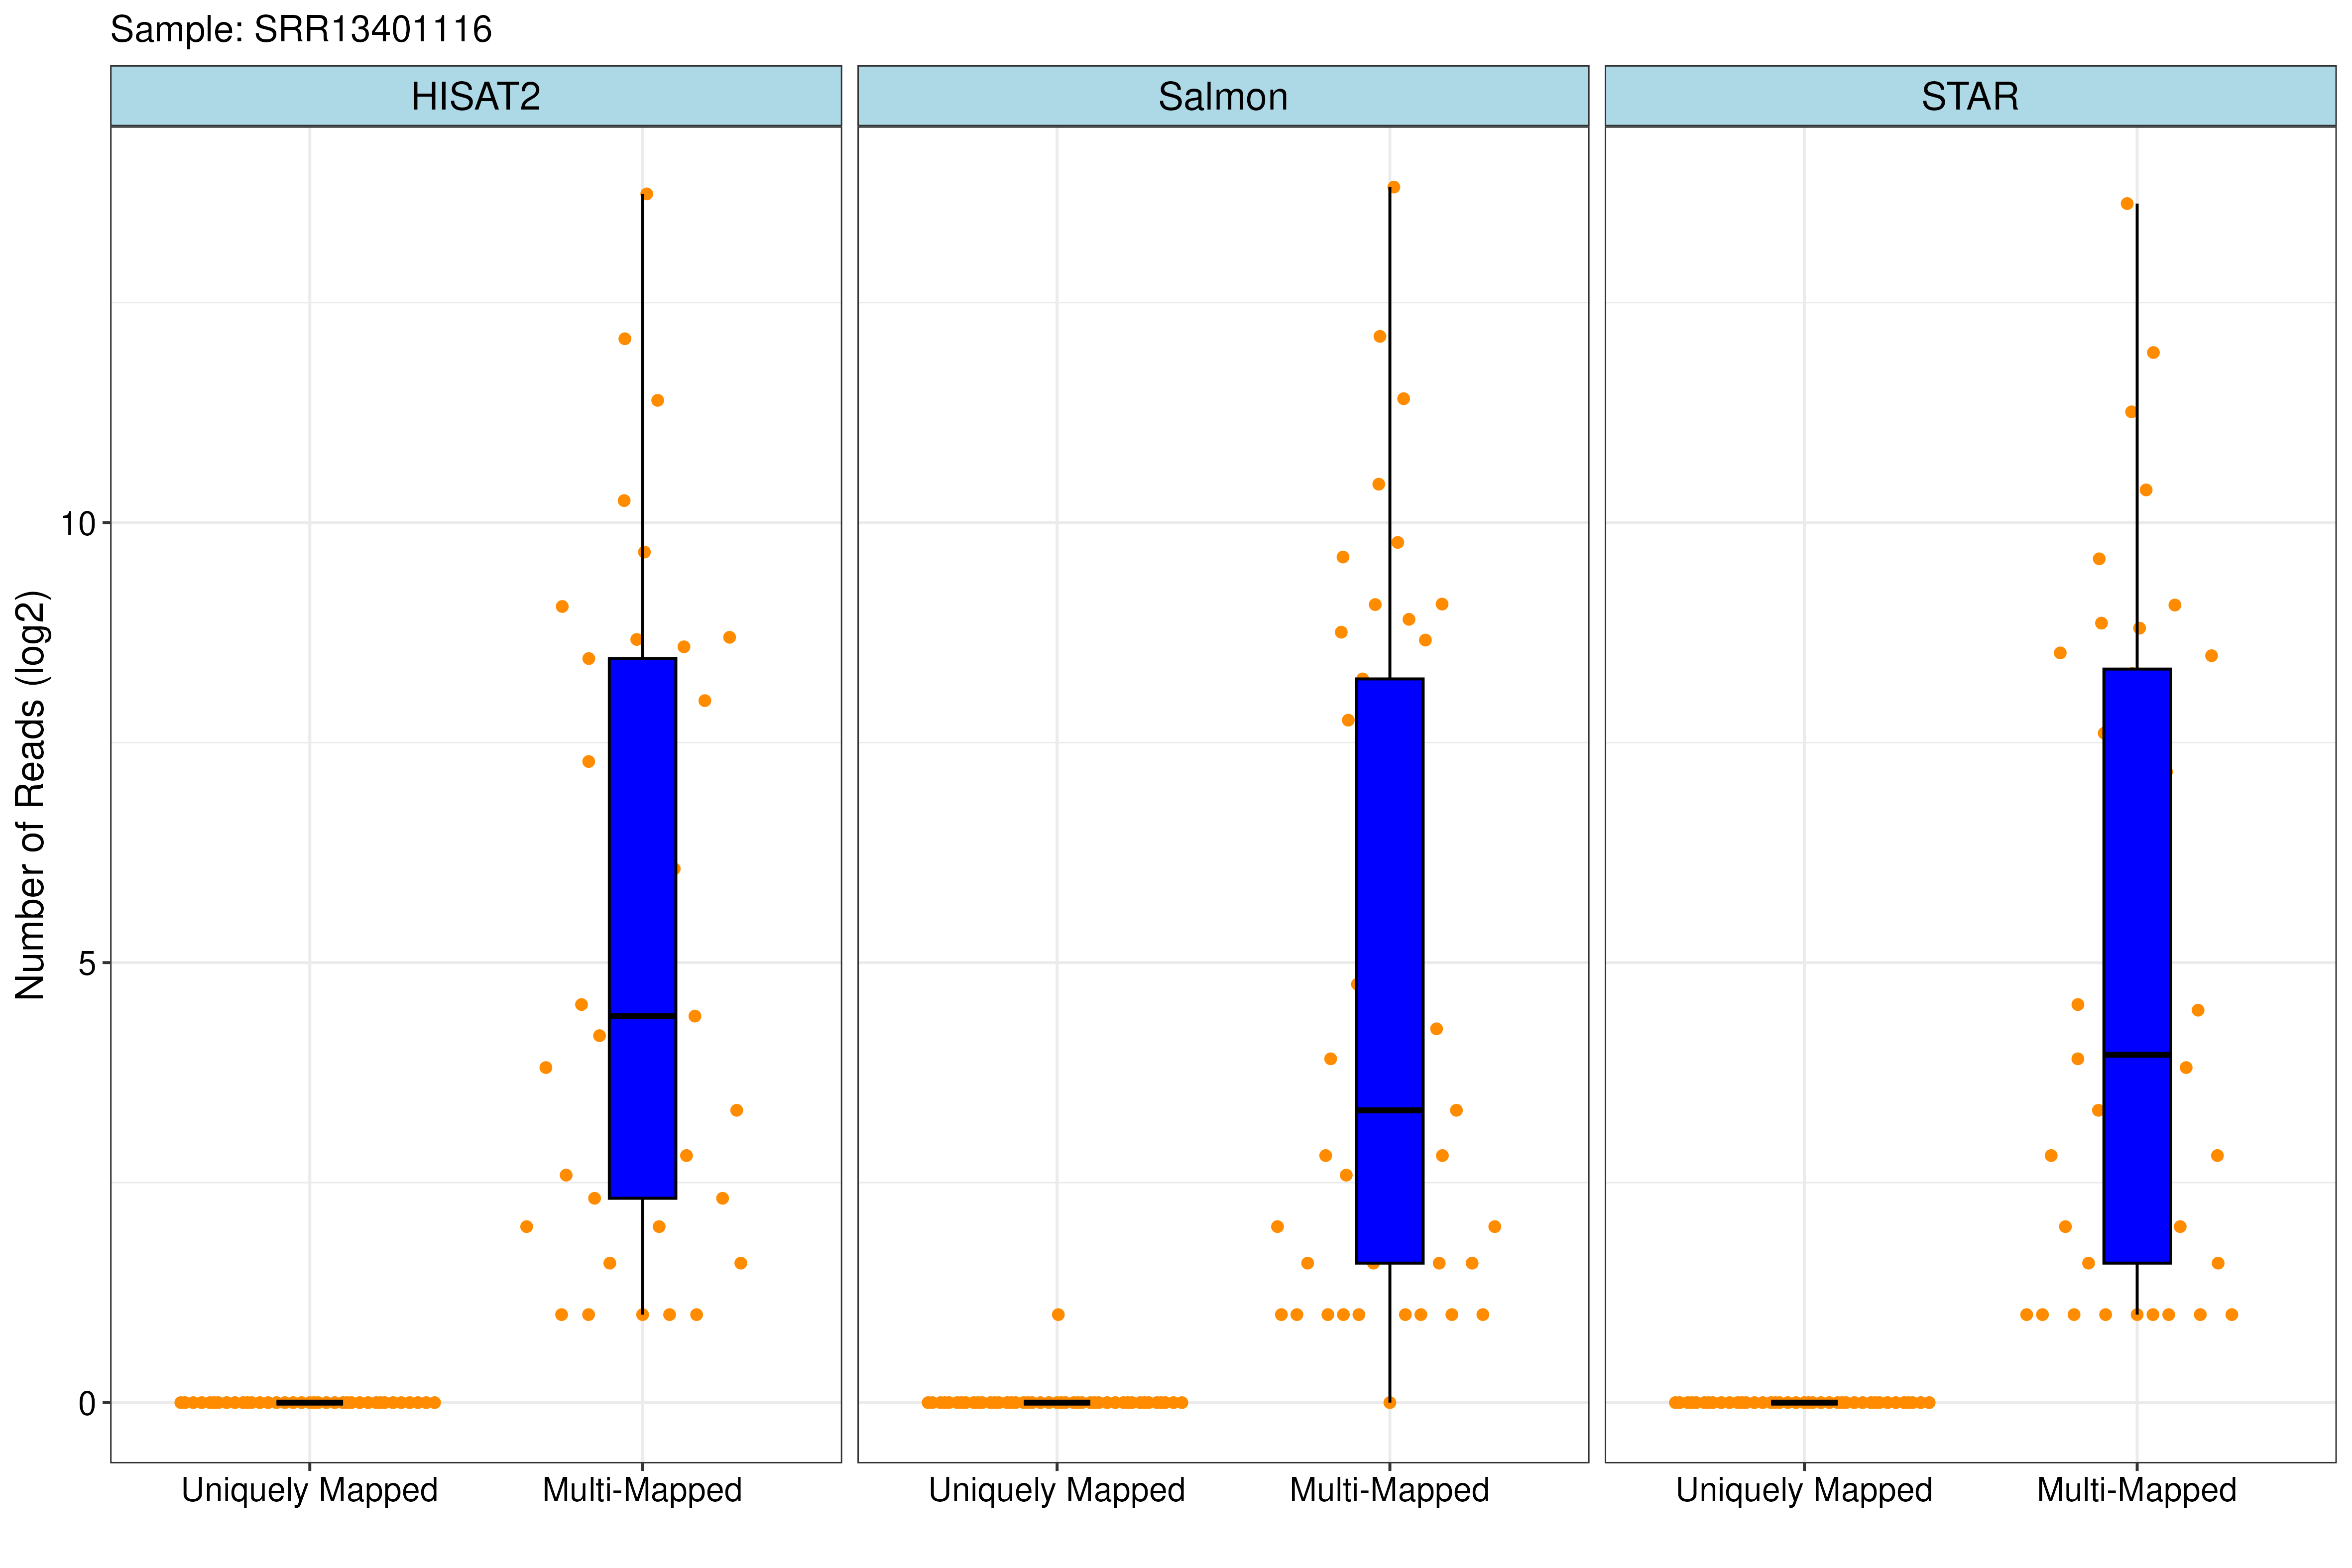 Sample: SRR13401116
HISAT2 Salmon STAR
Number of Reads (log2)
10
5
0
Uniquely Mapped Multi-Mapped Uniquely Mapped Multi-Mapped Uniquely Mapped Multi-Mapped